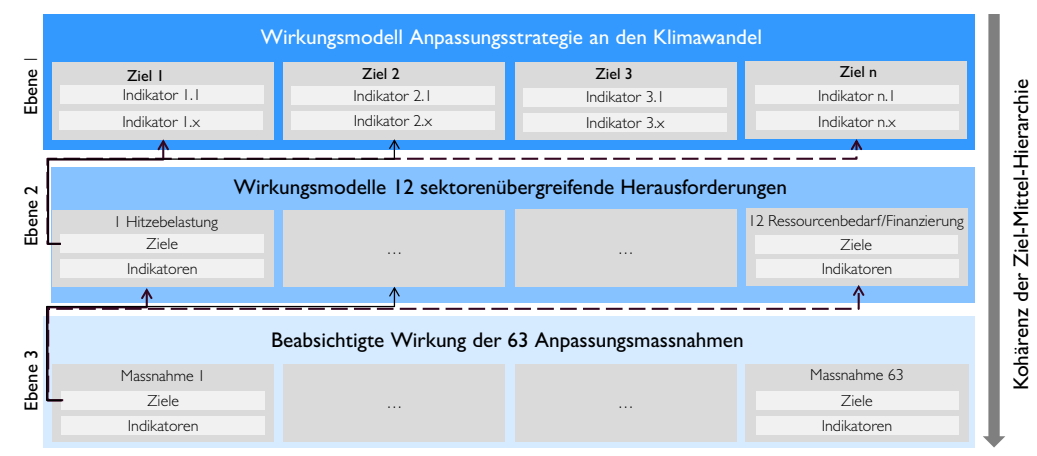 Wirkungsmodell Anpassungsstrategie an den Klimawandel
Ebene 1
Ziel 1
Indikator 1.1
Indikator 1.x
Ziel 2
Indikator 2.1
Indikator 2.x
Ziel 3
Indikator 3.1
Indikator 3.x
Ziel n
Indikator n.1
Indikator n.x
Ebene 2
Wirkungsmodelle 12 sektorenübergreifende Herausforderungen
1 Hitzebelastung
Ziele
Indikatoren
...
...
12 Ressourcenbedarf/Finanzierung
Ziele
Indikatoren
Ebene 3
Beabsichtigte Wirkung der 63 Anpassungsmassnahmen
Massnahme 1
Ziele
Indikatoren
...
...
Massnahme 63
Ziele
Indikatoren
Kohärenz der Ziel-Mittel-Hierarchie